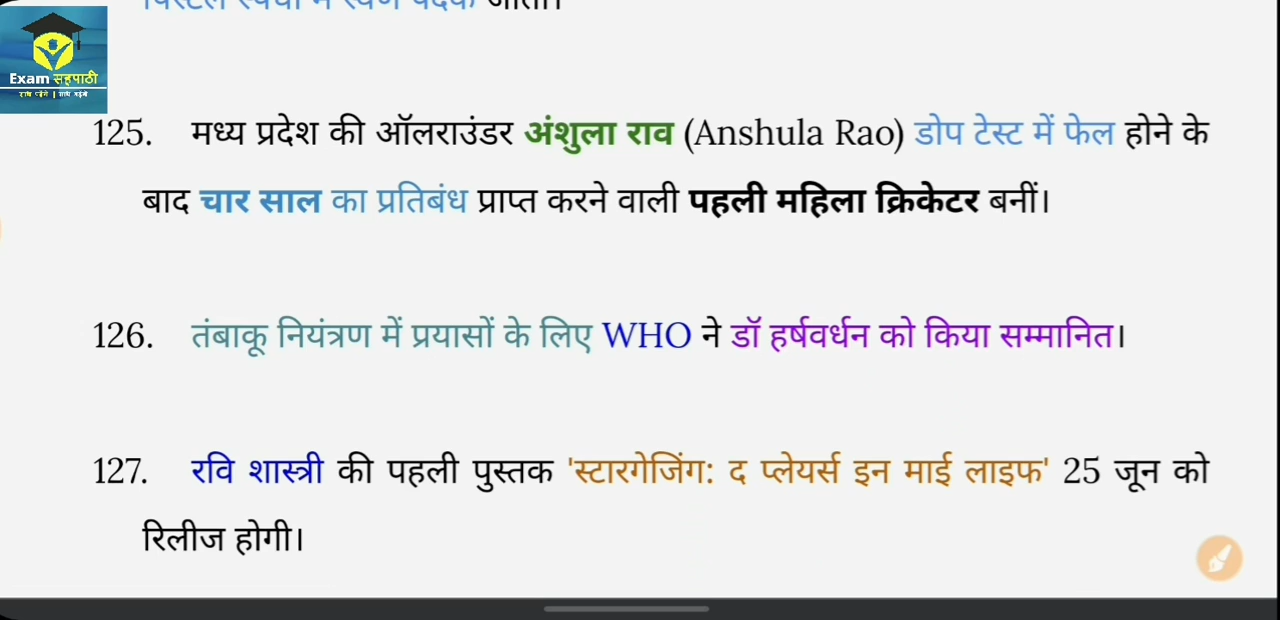 Exam सहपाठी
125. मध्य प्रदेश की ऑलराउंडर अंशुला राव (Anshula Rao) डोप टेस्ट में फेल होने के
बाद चार साल का प्रतिबंध प्राप्त करने वाली पहली महिला क्रिकेटर बनीं।
126. तंबाकू नियंत्रण में प्रयासों के लिए WHO ने डॉ हर्षवर्धन को किया सम्मानित।
127. रवि शास्त्री की पहली पुस्तक 'स्टारगेजिंग: द प्लेयर्स इन माई लाइफ' 25 जून को
रिलीज होगी।